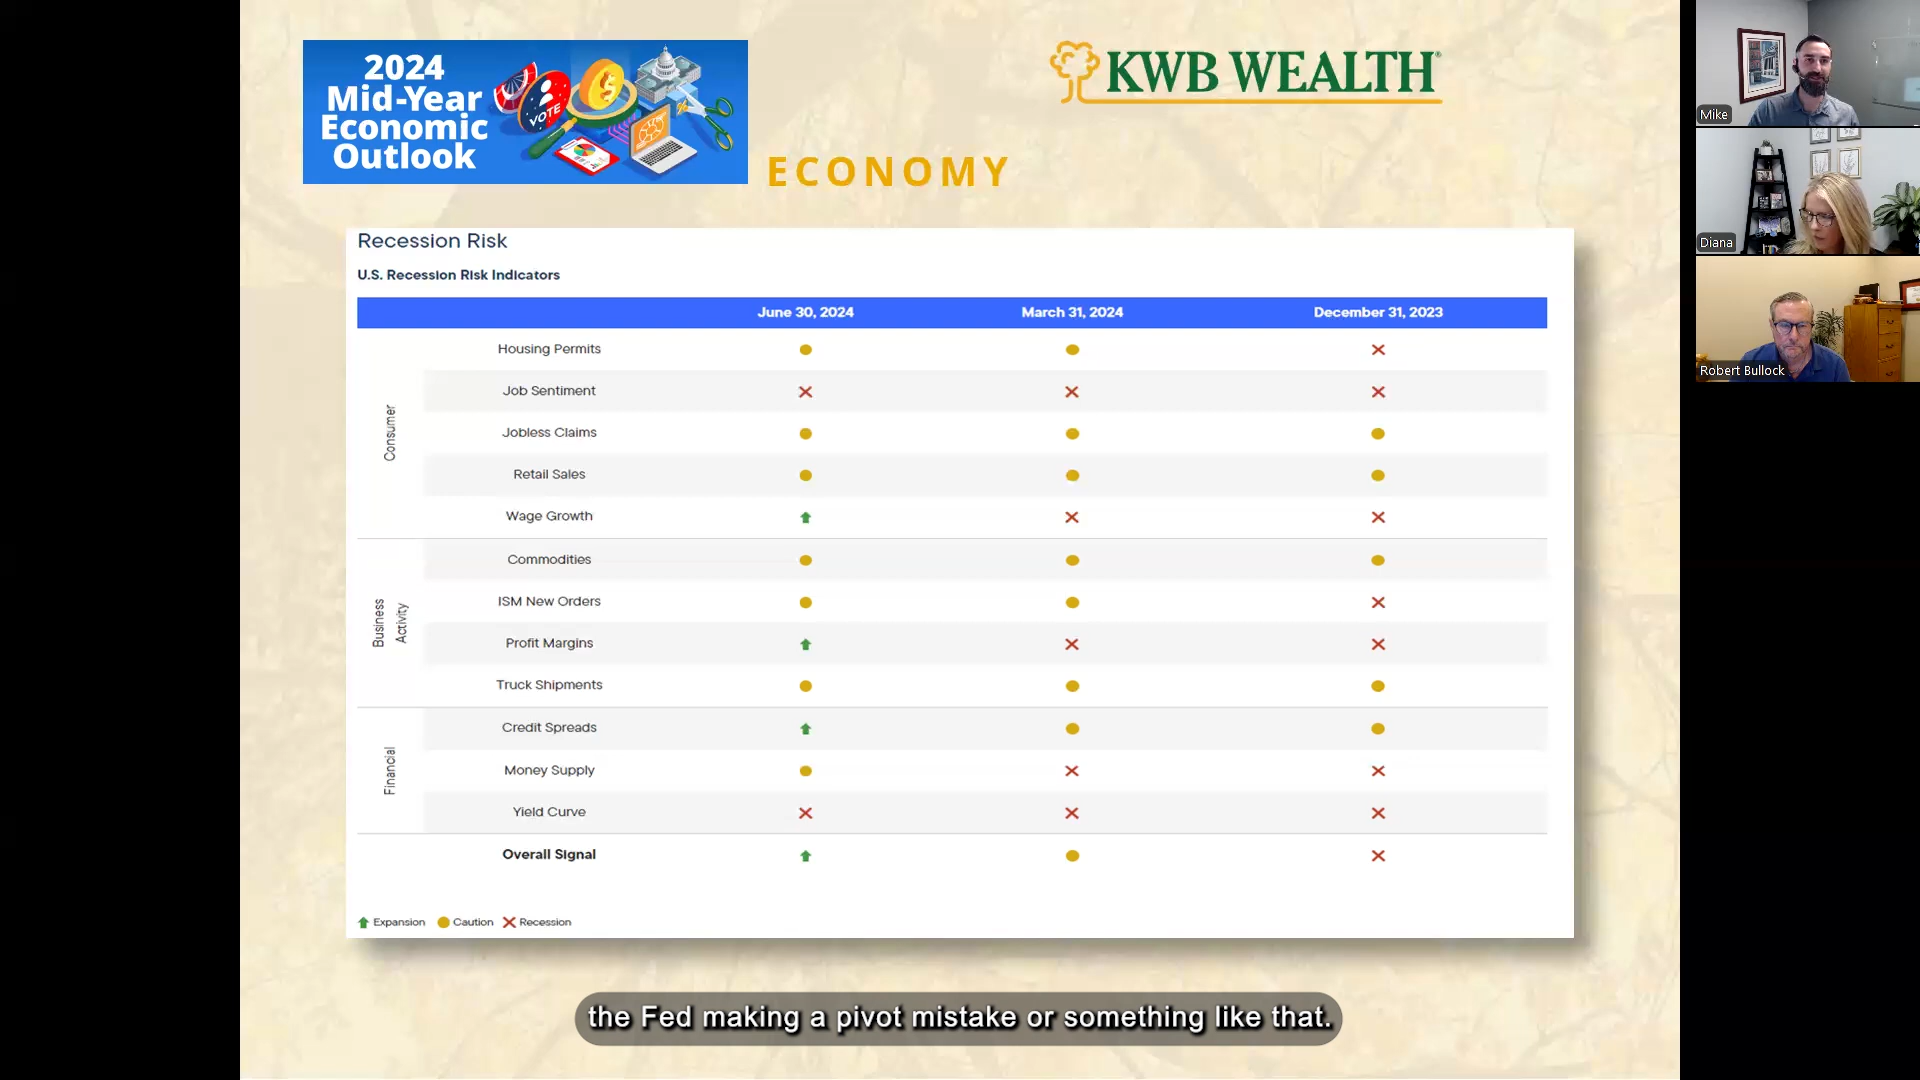 2024
Mid-Year
Economic
Outlook
VOTE
KWB WEALTH®
ECONOMY
Recession Risk
U.S. Recession Risk Indicators
June 30, 2024 March 31, 2024 December 31, 2023
Consumer
Housing Permits
Job Sentiment
Jobless Claims
Retail Sales
Wage Growth
Business
Activity
Commodities
ISM New Orders
Profit Margins
Truck Shipments
Financial
Credit Spreads
Money Supply
Yield Curve
Overall Signal
Expansion Caution Recession
the Fed making a pivot mistake or something like that.
Mike
Diana
Robert Bullock